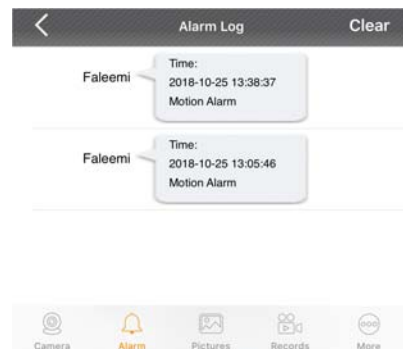 Alarm Log
Clear
Time:
Faleemi
2018-10-25 13:38:37
Motion Alarm
Time:
Faleemi
2018-10-25 13:05:46
Motion Alarm
Camera
Alarm
Pictures
Records
More